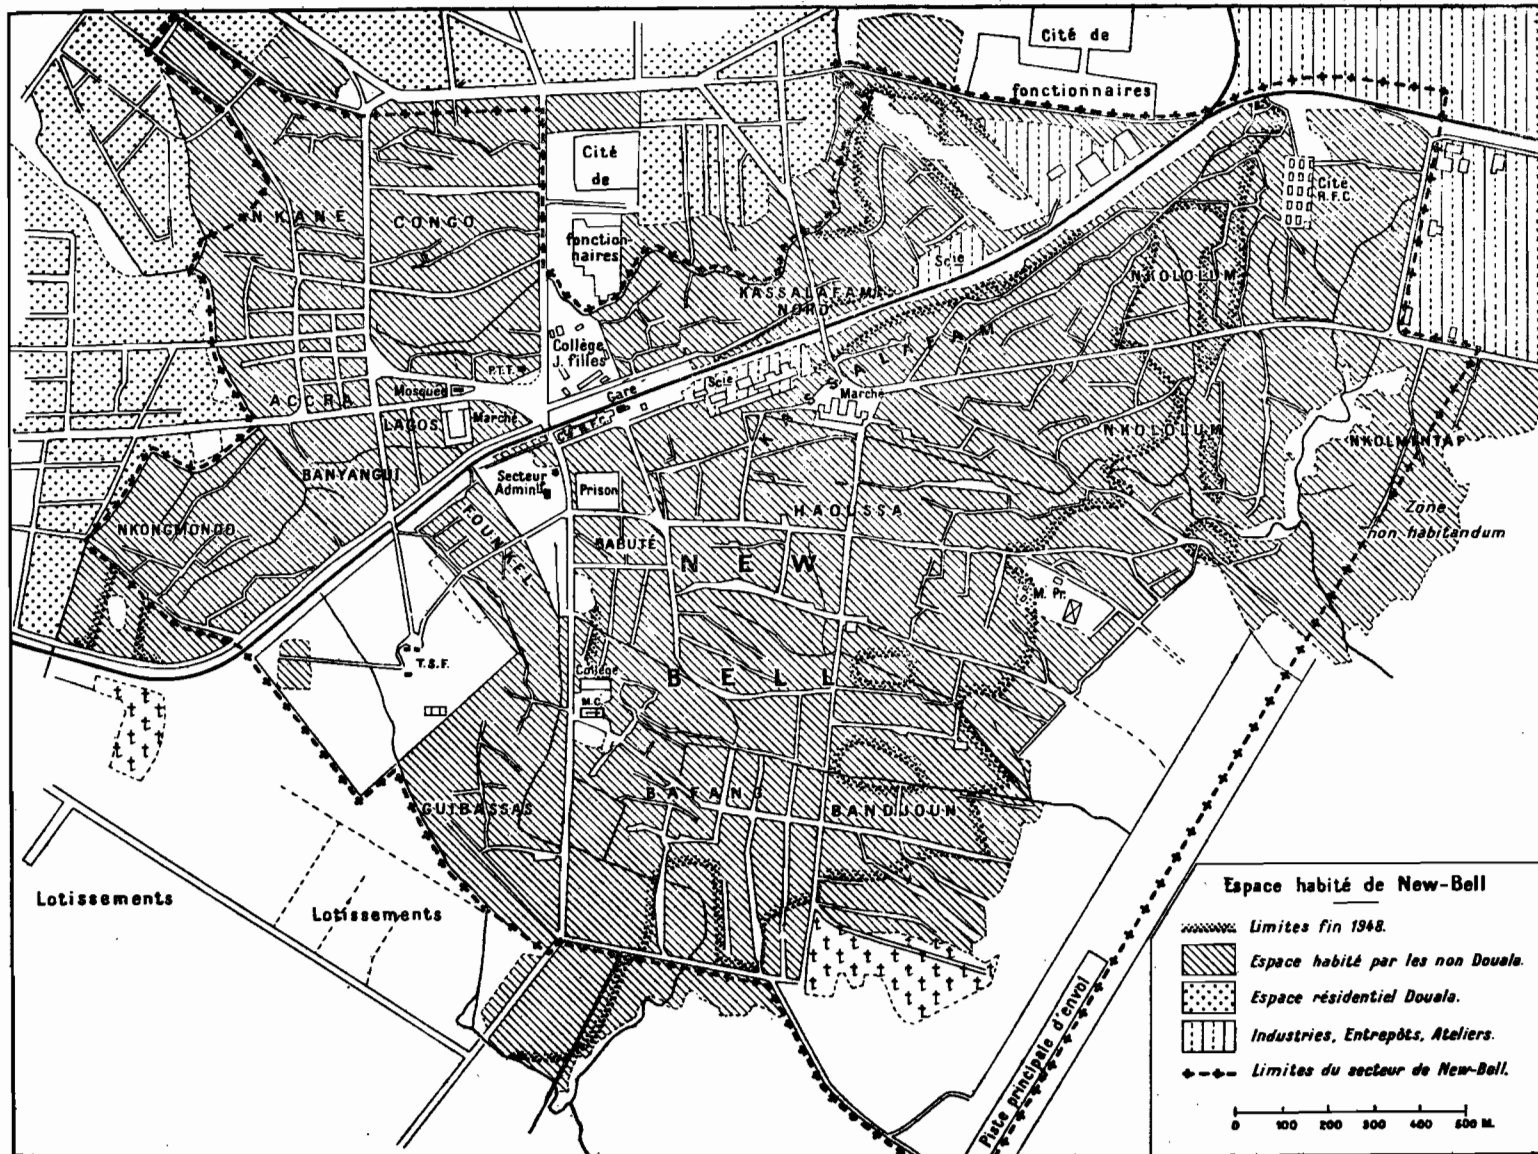 Cité de
fonctionnaires
Cité
de
fonction-
naires
Cité
R.F.C.
NKANE
CONGO
Scie
NKOLOLUM
KASSALAFAM
NORD
Collège
J. filles
P.T.T.
Mosquée
Gare
Scie
KASSALAFAM
Marché
ACCRA
LAGOS
Marché
C.F.R.F.C.
NKOLOLUM
NKOLMINTAP
BANYANGUI
Secteur
Admin!f
Prison
HAOUSSA
Zone
non habitandum
NKONGMONDO
FOUNKEL
BABUTÉ
NEW
M. Pr.
T.S.F.
Collège
M.C.
BELL
GUIBASSAS
BAFANG
BANDJOUN
Lotissements
Lotissements
Piste principale d'envol
Espace habité de New-Bell
Limites fin 1948.
Espace habité par les non Douala.
Espace résidentiel Douala.
Industries, Entrepôts, Ateliers.
Limites du secteur de New-Bell.
0 100 200 300 400 500 M.